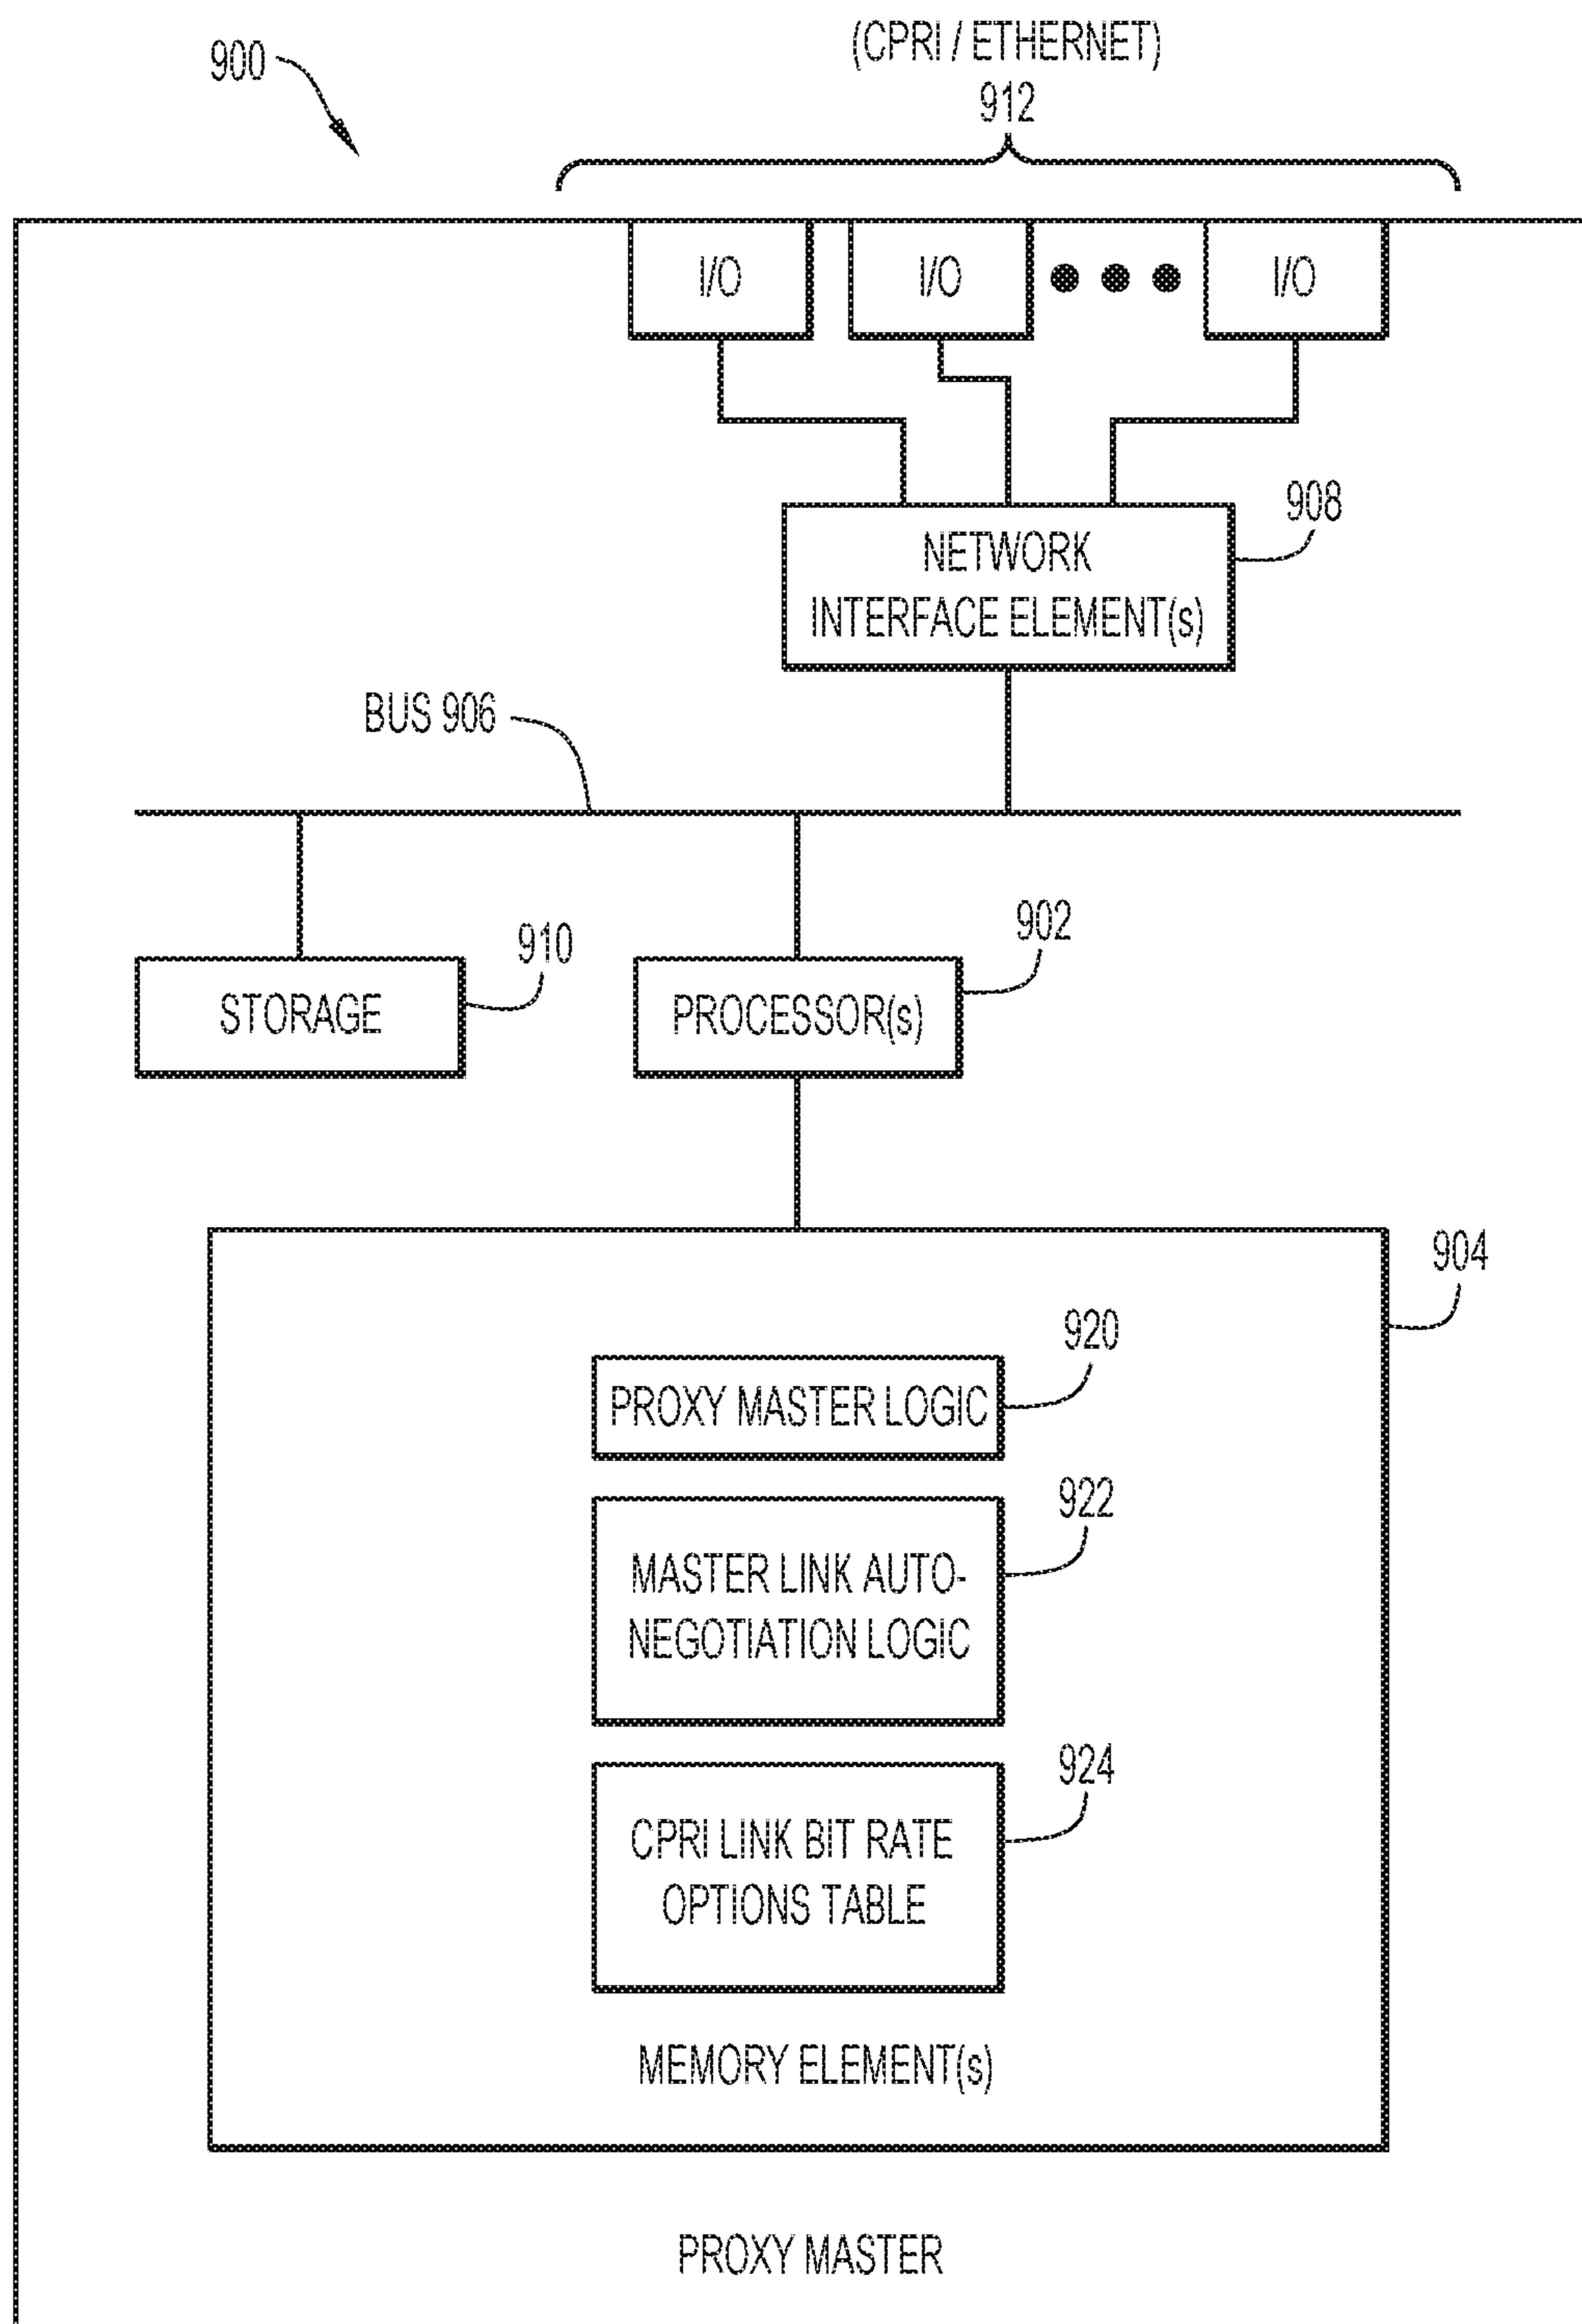 900
(CPRI / ETHERNET)
912
I/O
I/O
I/O
908
NETWORK
INTERFACE ELEMENT(s)
BUS 906
910
902
STORAGE
PROCESSOR(s)
904
920
PROXY MASTER LOGIC
922
MASTER LINK AUTO-
NEGOTIATION LOGIC
924
CPRI LINK BIT RATE
OPTIONS TABLE
MEMORY ELEMENT(s)
PROXY MASTER